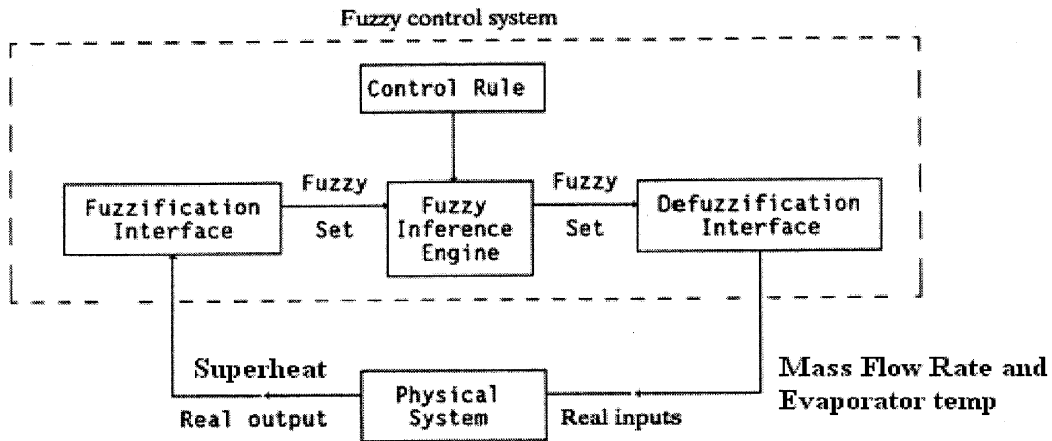 Fuzzy control system
Control Rule
Fuzzy
Set
Fuzzy
Set
Fuzzification
Interface
Fuzzy
Inference
Engine
Defuzzification
Interface
Superheat
Real output
Physical
System
Real inputs
Mass Flow Rate and
Evaporator temp